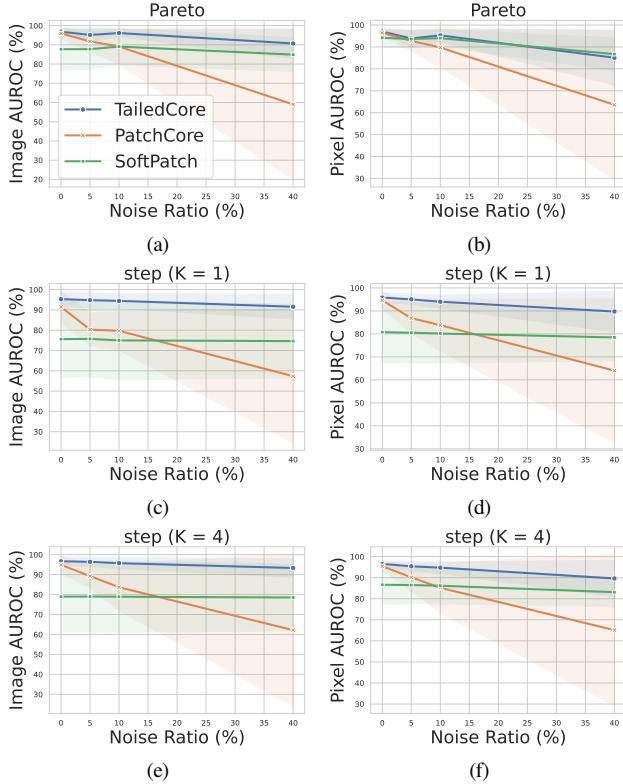 Pareto
Image AUROC (%)
100
90
80
70
60
50
40
30
20
TailedCore
PatchCore
SoftPatch
0 5 10 15 20 25 30 35 40
Noise Ratio (%)
(a)
Pareto
Pixel AUROC (%)
100
90
80
70
60
50
40
30
0 5 10 15 20 25 30 35 40
Noise Ratio (%)
(b)
step (K = 1)
Image AUROC (%)
100
90
80
70
60
50
40
30
0 5 10 15 20 25 30 35 40
Noise Ratio (%)
(c)
step (K = 1)
Pixel AUROC (%)
100
90
80
70
60
50
40
30
0 5 10 15 20 25 30 35 40
Noise Ratio (%)
(d)
step (K = 4)
Image AUROC (%)
100
90
80
70
60
50
40
30
0 5 10 15 20 25 30 35 40
Noise Ratio (%)
(e)
step (K = 4)
Pixel AUROC (%)
100
90
80
70
60
50
40
30
0 5 10 15 20 25 30 35 40
Noise Ratio (%)
(f)